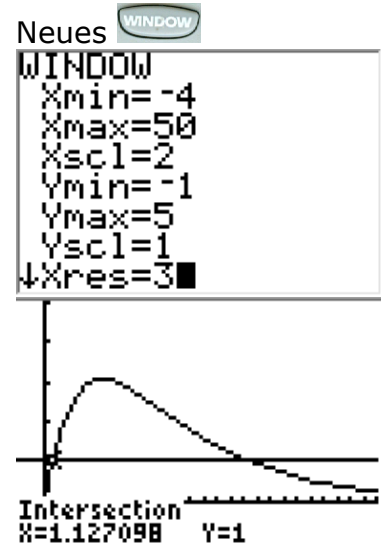 Neues WINDOW
WINDOW
Xmin=-4
Xmax=50
Xscl=2
Ymin=-1
Ymax=5
Yscl=1
↓Xres=3
Intersection
X=1.127098 Y=1